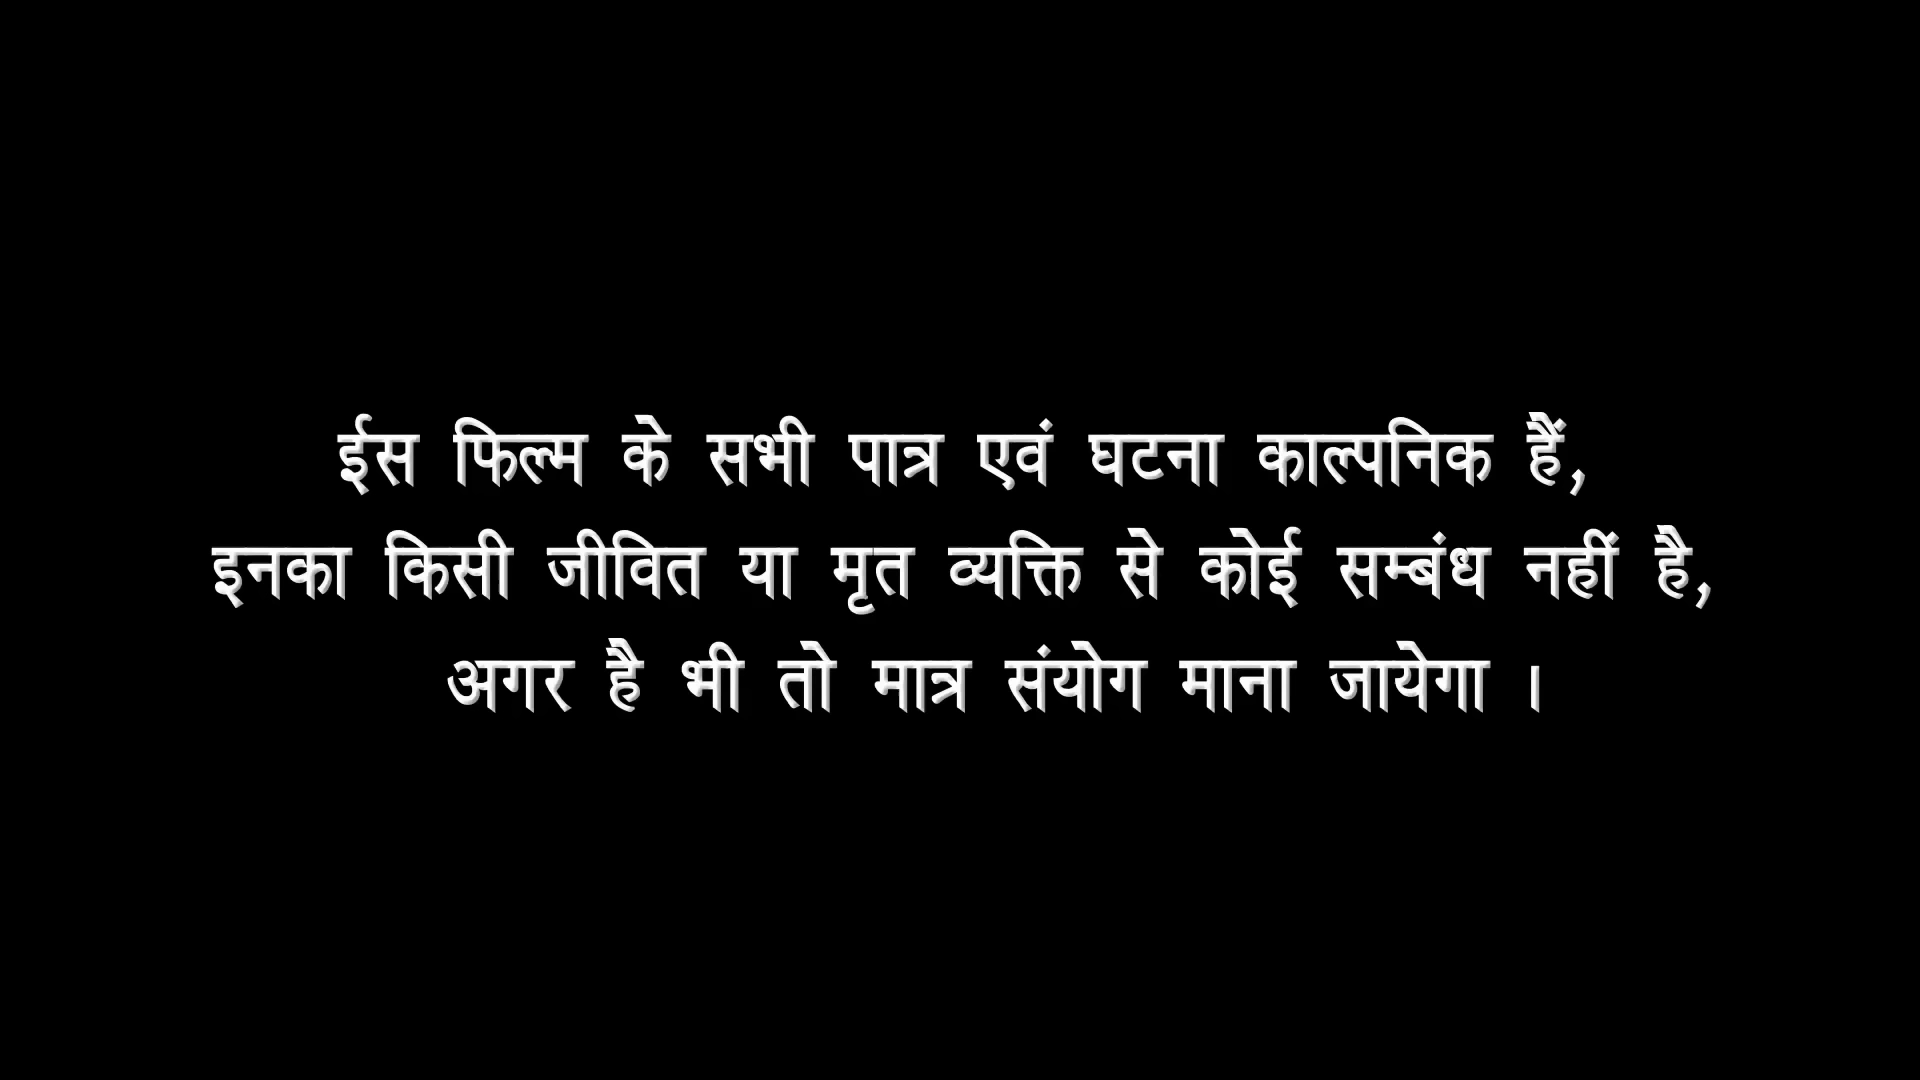 ईस फिल्म के सभी पात्र एवं घटना काल्पनिक हैं,
इनका किसी जीवित या मृत व्यक्ति से कोई सम्बंध नहीं है,
अगर है भी तो मात्र संयोग माना जायेगा ।